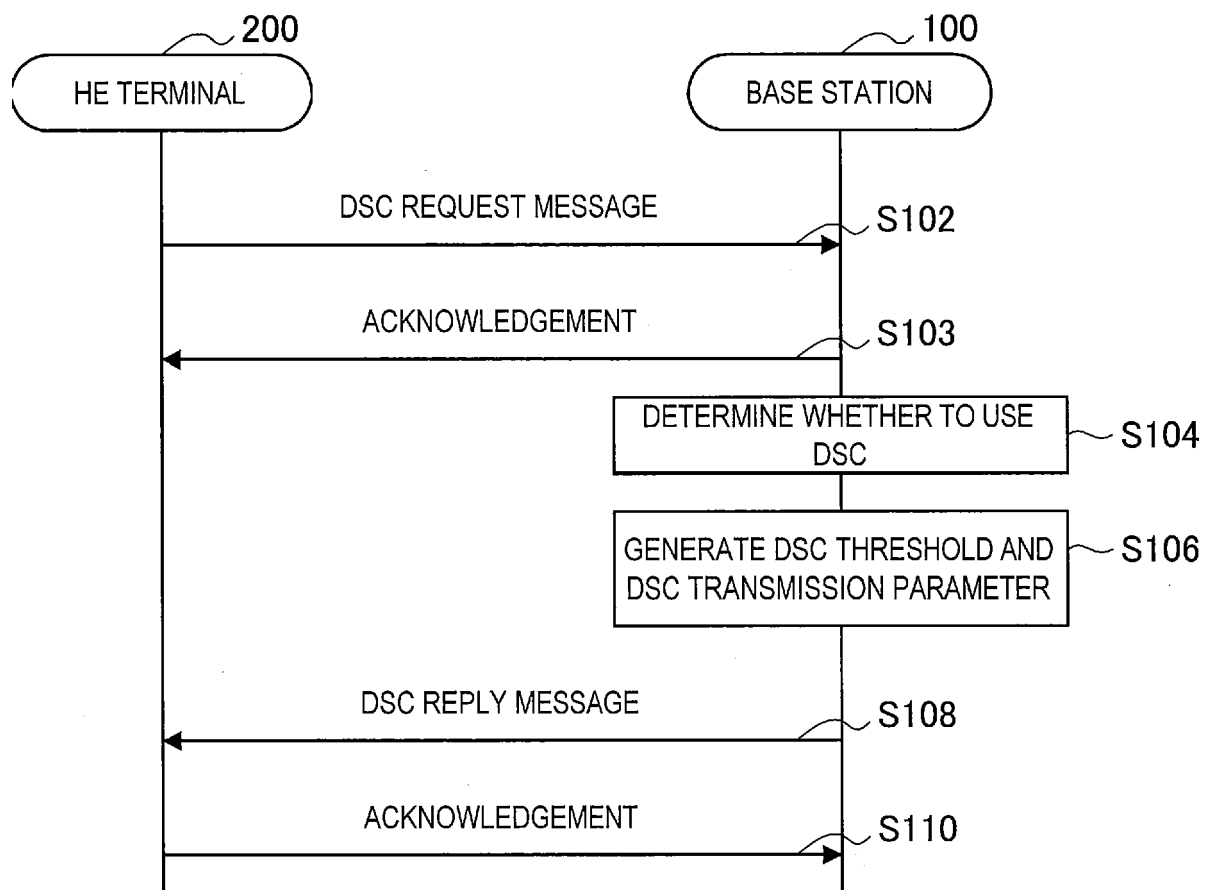 200
100
HE TERMINAL
BASE STATION
DSC REQUEST MESSAGE
S102
ACKNOWLEDGEMENT
S103
DETERMINE WHETHER TO USE
DSC
S104
GENERATE DSC THRESHOLD AND
DSC TRANSMISSION PARAMETER
S106
DSC REPLY MESSAGE
S108
ACKNOWLEDGEMENT
S110